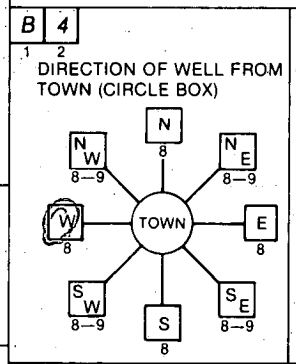 B 4
1 2
DIRECTION OF WELL FROM
TOWN (CIRCLE BOX)
N
8
N W
8-9
N E
8-9
W
8
TOWN
E
8
S W
8-9
S E
8-9
S
8